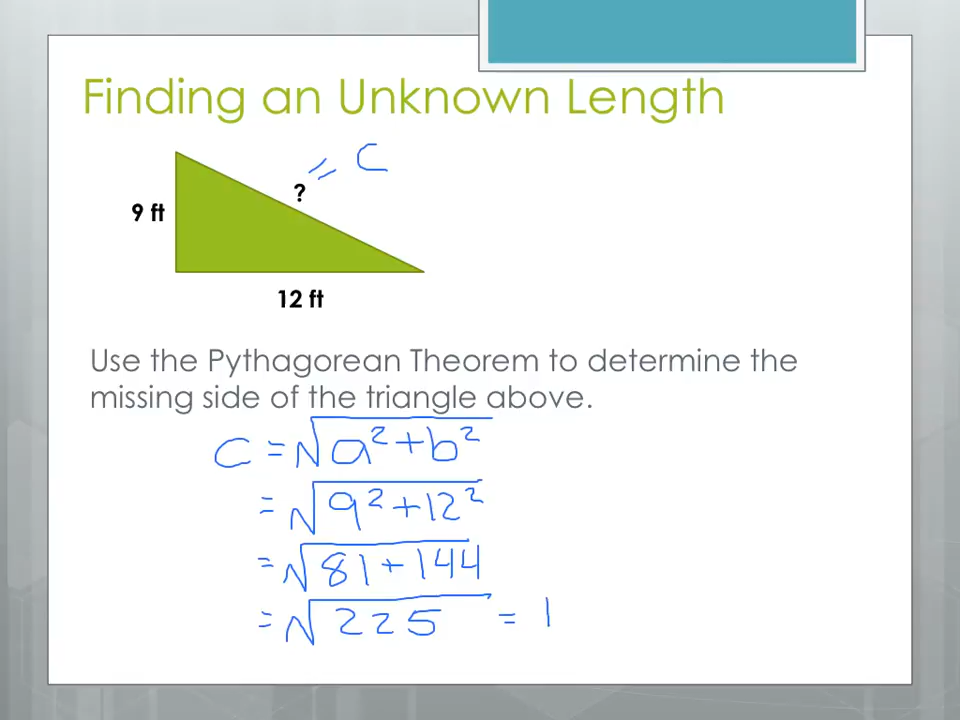 Finding an Unknown Length
= C
?
9 ft
12 ft
Use the Pythagorean Theorem to determine the
missing side of the triangle above.
C = √a² + b²
= √9² + 12²
= √81 + 144
= √225 = 1